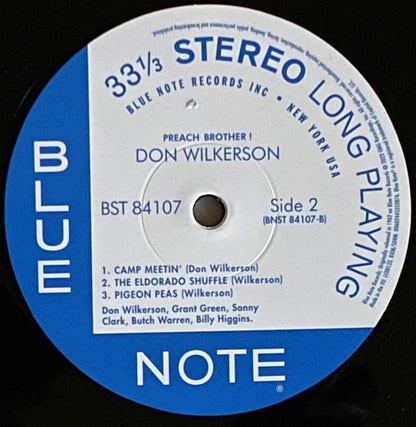 33⅓ STEREO LONG PLAYING
BLUE NOTE RECORDS INC • NEW YORK USA
PREACH BROTHER!
DON WILKERSON
BST 84107
Side 2
(BNST 84107-B)
1. CAMP MEETIN' (Don Wilkerson)
2. THE ELDORADO SHUFFLE (Wilkerson)
3. PIGEON PEAS (Wilkerson)
Don Wilkerson, Grant Green, Sonny
Clark, Butch Warren, Billy Higgins.
BLUE
NOTE®